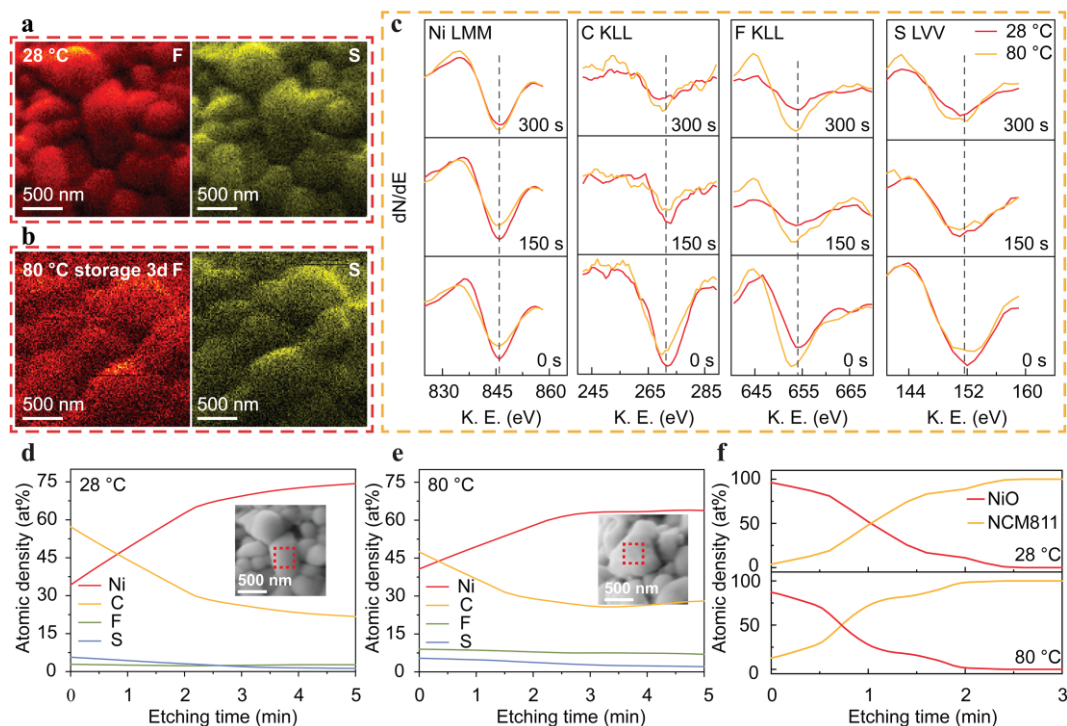 a
28 °C
F
S
500 nm
500 nm
b
80 °C storage 3d F
S
500 nm
500 nm
c
Ni LMM
C KLL
F KLL
S LVV
28 °C
80 °C
300 s
300 s
300 s
300 s
dN/dE
150 s
150 s
150 s
150 s
0 s
0 s
0 s
0 s
830 845 860
245 265 285
645 655 665
144 152 160
K. E. (eV)
K. E. (eV)
K. E. (eV)
K. E. (eV)
d
28 °C
Atomic density (at%)
75
60
45
30
15
0
500 nm
Ni
C
F
S
0 1 2 3 4 5
Etching time (min)
e
80 °C
Atomic density (at%)
75
60
45
30
15
0
500 nm
Ni
C
F
S
0 1 2 3 4 5
Etching time (min)
f
Atomic density (at%)
100
50
0
NiO
NCM811
28 °C
100
50
0
80 °C
0 1 2 3
Etching time (min)